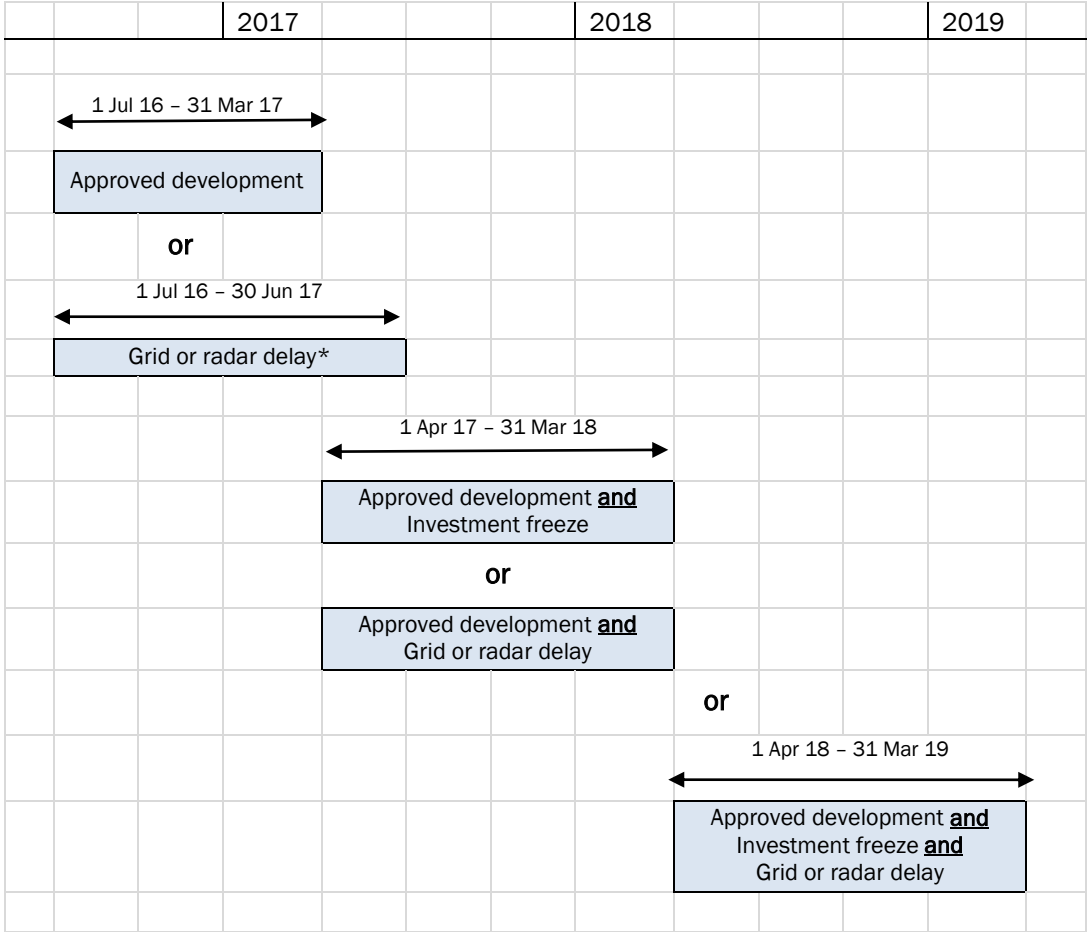 2017 2018 2019
1 Jul 16 – 31 Mar 17
Approved development
or
1 Jul 16 – 30 Jun 17
Grid or radar delay*
1 Apr 17 – 31 Mar 18
Approved development and
Investment freeze
or
Approved development and
Grid or radar delay
or
1 Apr 18 – 31 Mar 19
Approved development and
Investment freeze and
Grid or radar delay